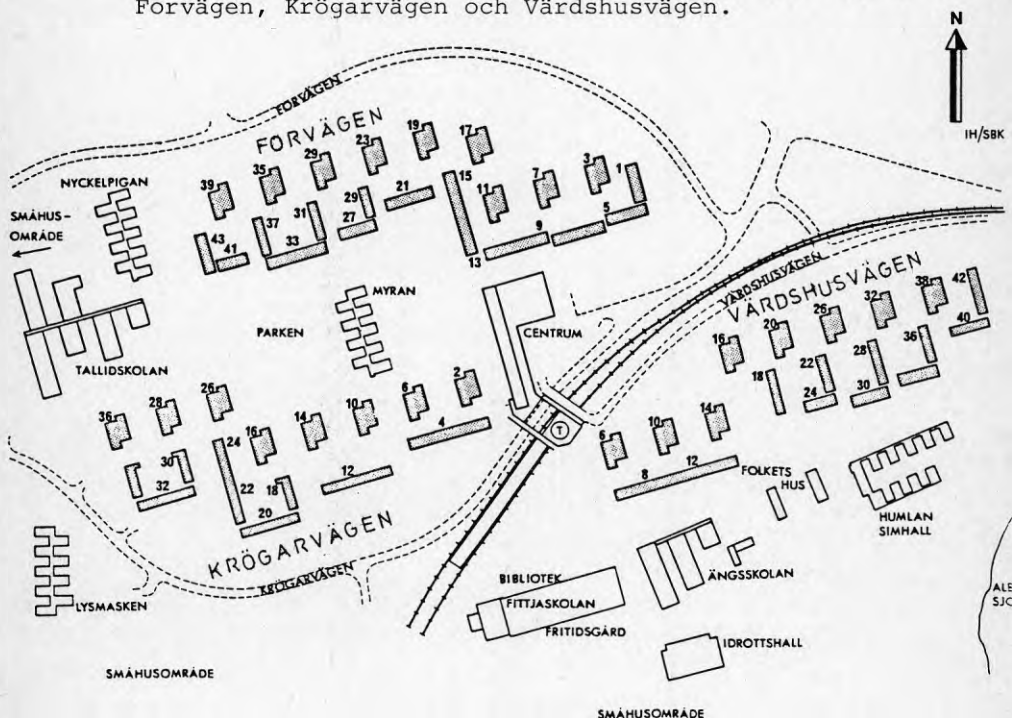 Forvägen, Krögarvägen och Värdshusvägen.
N
IH/SBK
FORVÄGEN
FORVÄGEN
39
35
29
23
19
17
15
11
7
3
1
43
41
37
33
31
29
27
21
13
9
5
NYCKELPIGAN
SMÅHUS-
OMRÅDE
TALLIDSKOLAN
PARKEN
MYRAN
CENTRUM
VÄRDSHUSVÄGEN
VÄRDSHUSVÄGEN
16
20
26
32
38
42
18
22
24
28
30
36
40
6
10
14
8
12
T
36
28
26
16
14
10
6
2
4
30
32
24
22
18
20
12
KRÖGARVÄGEN
KRÖGARVÄGEN
LYSMASKEN
FOLKETS
HUS
HUMLAN
SIMHALL
BIBLIOTEK
FITTJASKOLAN
FRITIDSGÅRD
ÄNGSSKOLAN
IDROTTSHALL
ALB
SJÖ
SMÅHUSOMRÅDE
SMÅHUSOMRÅDE